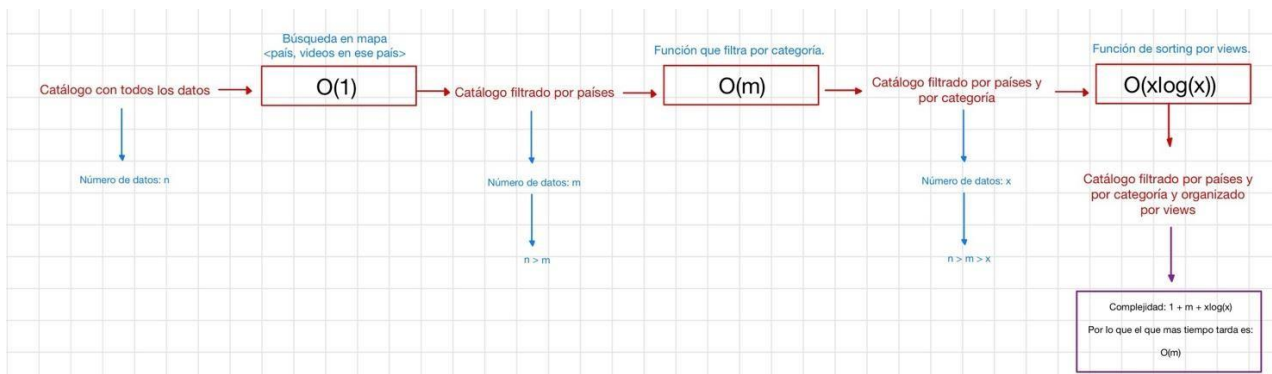 Búsqueda en mapa
<país, videos en ese país>
Función que filtra por categoría.
Función de sorting por views.
Catálogo con todos los datos
O(1)
Catálogo filtrado por países
O(m)
Catálogo filtrado por países y
por categoría
O(xlog(x))
Número de datos: n
Número de datos: m
Número de datos: x
Catálogo filtrado por países y
por categoría y organizado
por views
n > m
n > m > x
Complejidad: 1 + m + xlog(x)
Por lo que el que mas tiempo tarda es:
O(m)